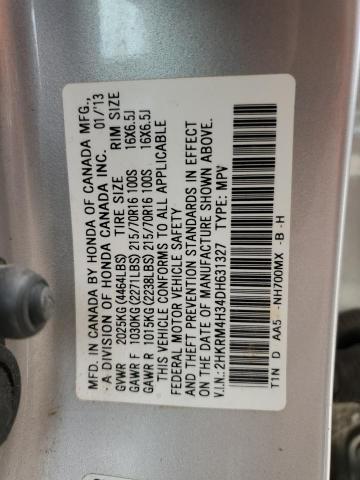 MFD. IN CANADA BY HONDA OF CANADA MFG.,
- A DIVISION OF HONDA CANADA INC. 01/'13
GVWR 2025KG (4464LBS) TIRE SIZE RIM SIZE
GAWR F 1030KG (2271LBS) 215/70R16 100S 16X6.5J
GAWR R 1015KG (2238LBS) 215/70R16 100S 16X6.5J
THIS VEHICLE CONFORMS TO ALL APPLICABLE
FEDERAL MOTOR VEHICLE SAFETY
AND THEFT PREVENTION STANDARDS IN EFFECT
ON THE DATE OF MANUFACTURE SHOWN ABOVE.
V.I.N.: 2HKRM4H34DH631327 TYPE: MPV
T1N D AA5 -NH700MX -B -H